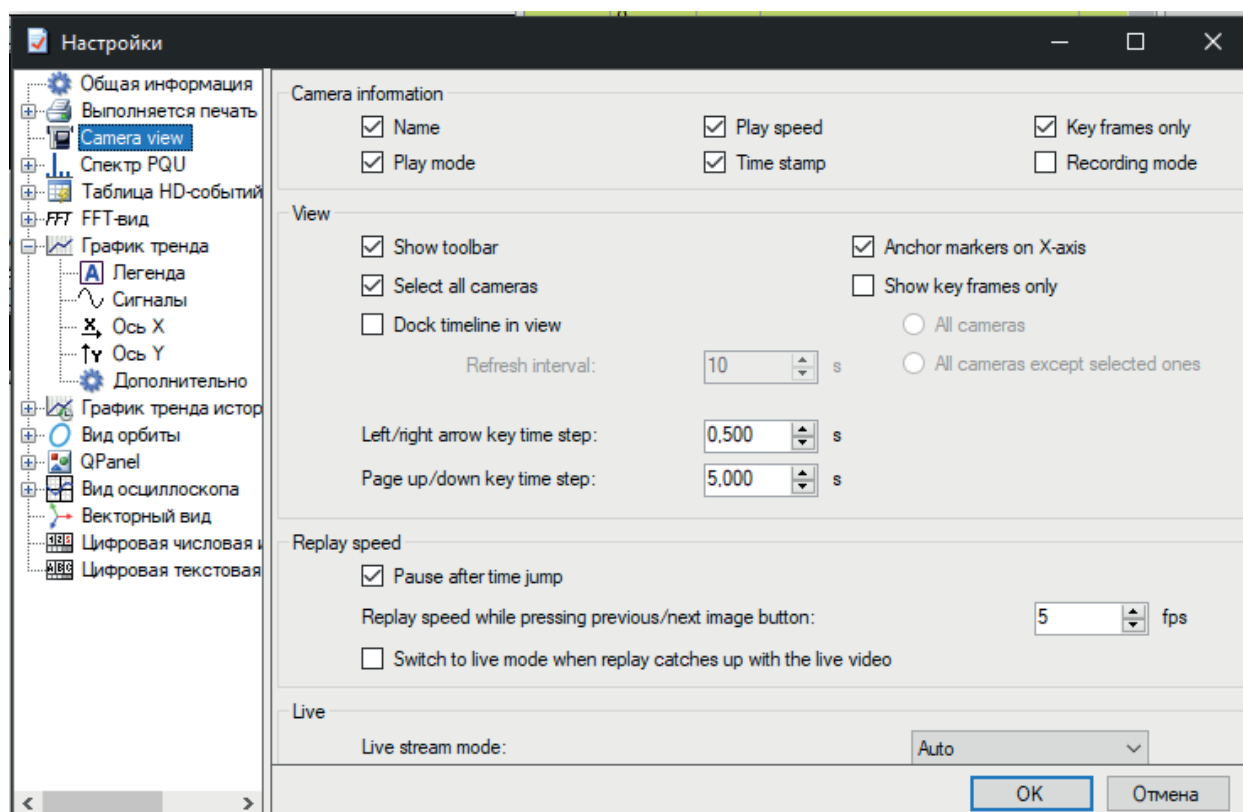 Настройки
Общая информация
Выполняется печать
Camera view
Спектр PQU
Таблица HD-событий
FFT FFT-вид
График тренда
A Легенда
Сигналы
X Ось X
Y Ось Y
Дополнительно
График тренда истор
Вид орбиты
QPanel
Вид осциллоскопа
Векторный вид
123 Цифровая числовая и
ABC Цифровая текстовая
Camera information
Name Play speed Key frames only
Play mode Time stamp Recording mode
View
Show toolbar Anchor markers on X-axis
Select all cameras Show key frames only
Dock timeline in view All cameras
Refresh interval: 10 s All cameras except selected ones
Left/right arrow key time step: 0,500 s
Page up/down key time step: 5,000 s
Replay speed
Pause after time jump
Replay speed while pressing previous/next image button: 5 fps
Switch to live mode when replay catches up with the live video
Live
Live stream mode: Auto
OK Отмена